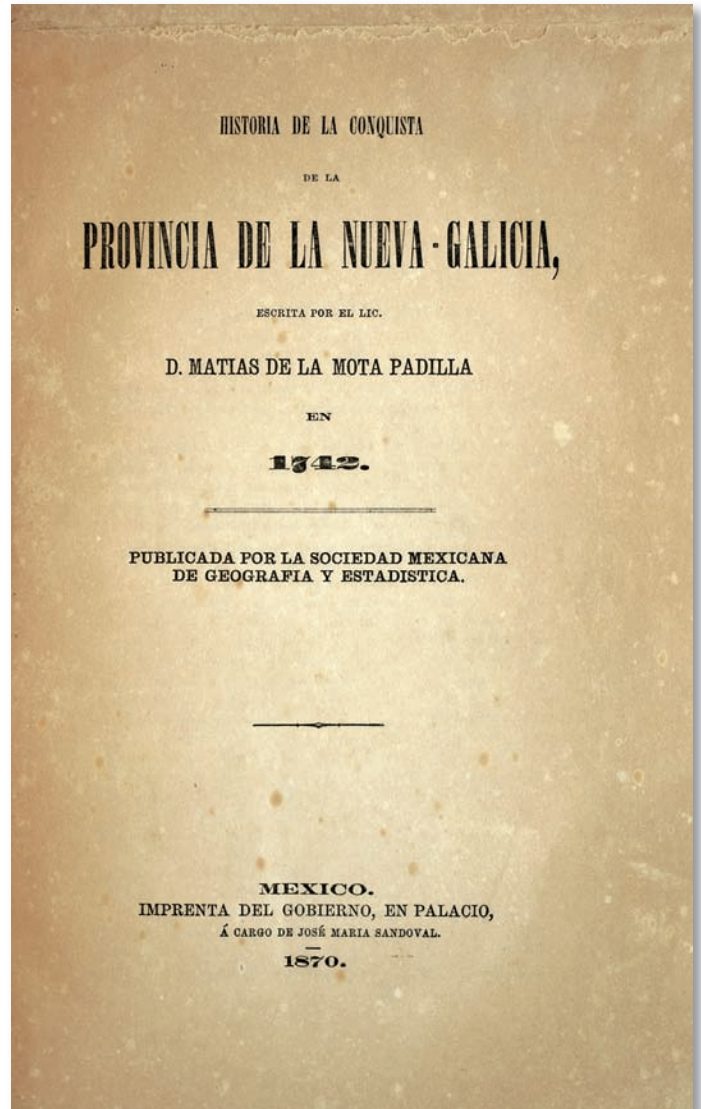 HISTORIA DE LA CONQUISTA
DE LA
PROVINCIA DE LA NUEVA-GALICIA,
ESCRITA POR EL LIC.
D. MATIAS DE LA MOTA PADILLA
EN
1742.
PUBLICADA POR LA SOCIEDAD MEXICANA
DE GEOGRAFIA Y ESTADISTICA.
MEXICO.
IMPRENTA DEL GOBIERNO, EN PALACIO,
Á CARGO DE JOSÉ MARIA SANDOVAL.
1870.